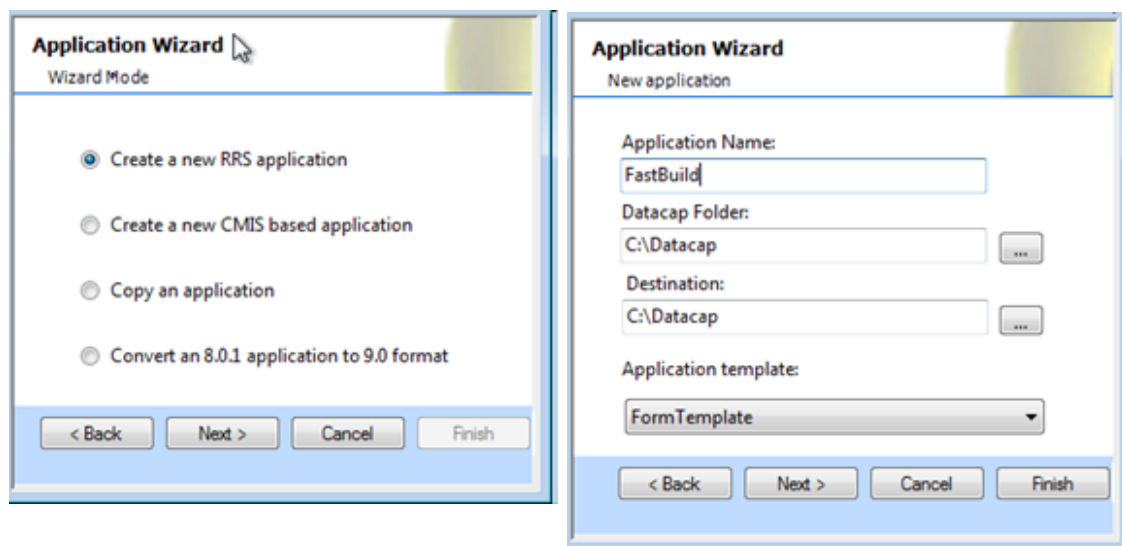 Application Wizard
Wizard Mode
Create a new RRS application
Create a new CMIS based application
Copy an application
Convert an 8.0.1 application to 9.0 format
< Back
Next >
Cancel
Finish
Application Wizard
New application
Application Name:
FastBuild
Datacap Folder:
C:\Datacap
...
Destination:
C:\Datacap
...
Application template:
FormTemplate
< Back
Next >
Cancel
Finish